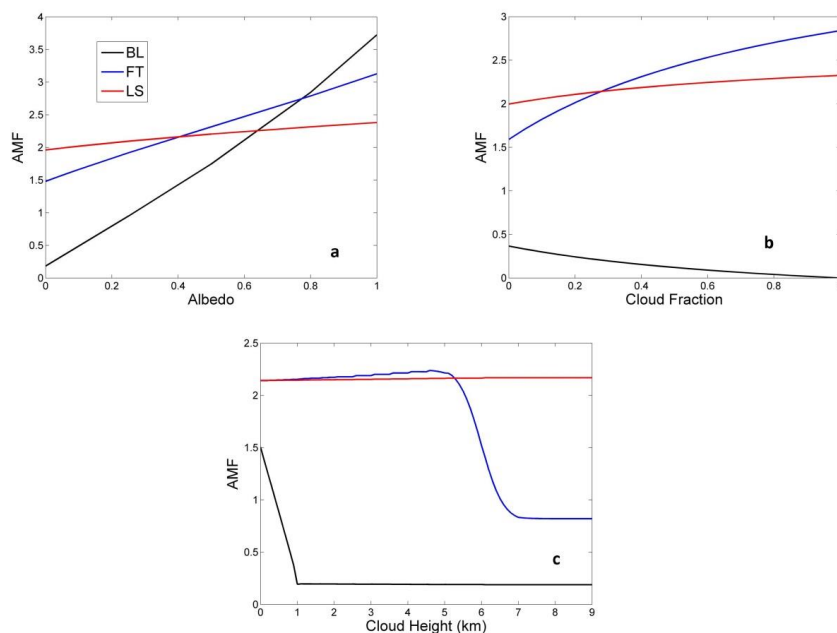 4
3.5
3
2.5
2
1.5
1
0.5
0
AMF
BL
FT
LS
a
0 0.2 0.4 0.6 0.8 1
Albedo
3
2.5
2
1.5
1
0.5
0
AMF
b
0 0.2 0.4 0.6 0.8
Cloud Fraction
2.5
2
1.5
1
0.5
0
AMF
c
0 1 2 3 4 5 6 7 8 9
Cloud Height (km)